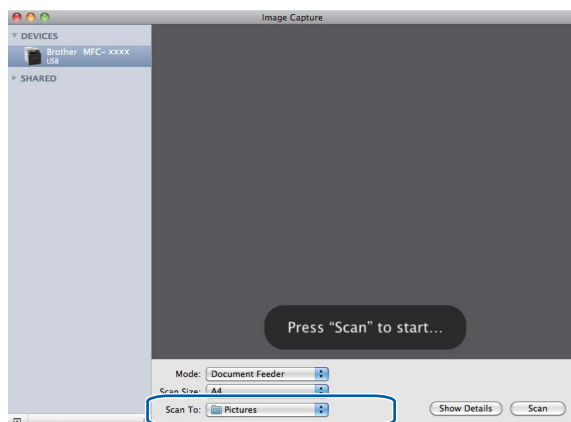 Image Capture
DEVICES
Brother MFC- xxxx
USB
SHARED
Press “Scan” to start...
Mode: Document Feeder
Scan Size: A4
Scan To: Pictures
Show Details
Scan